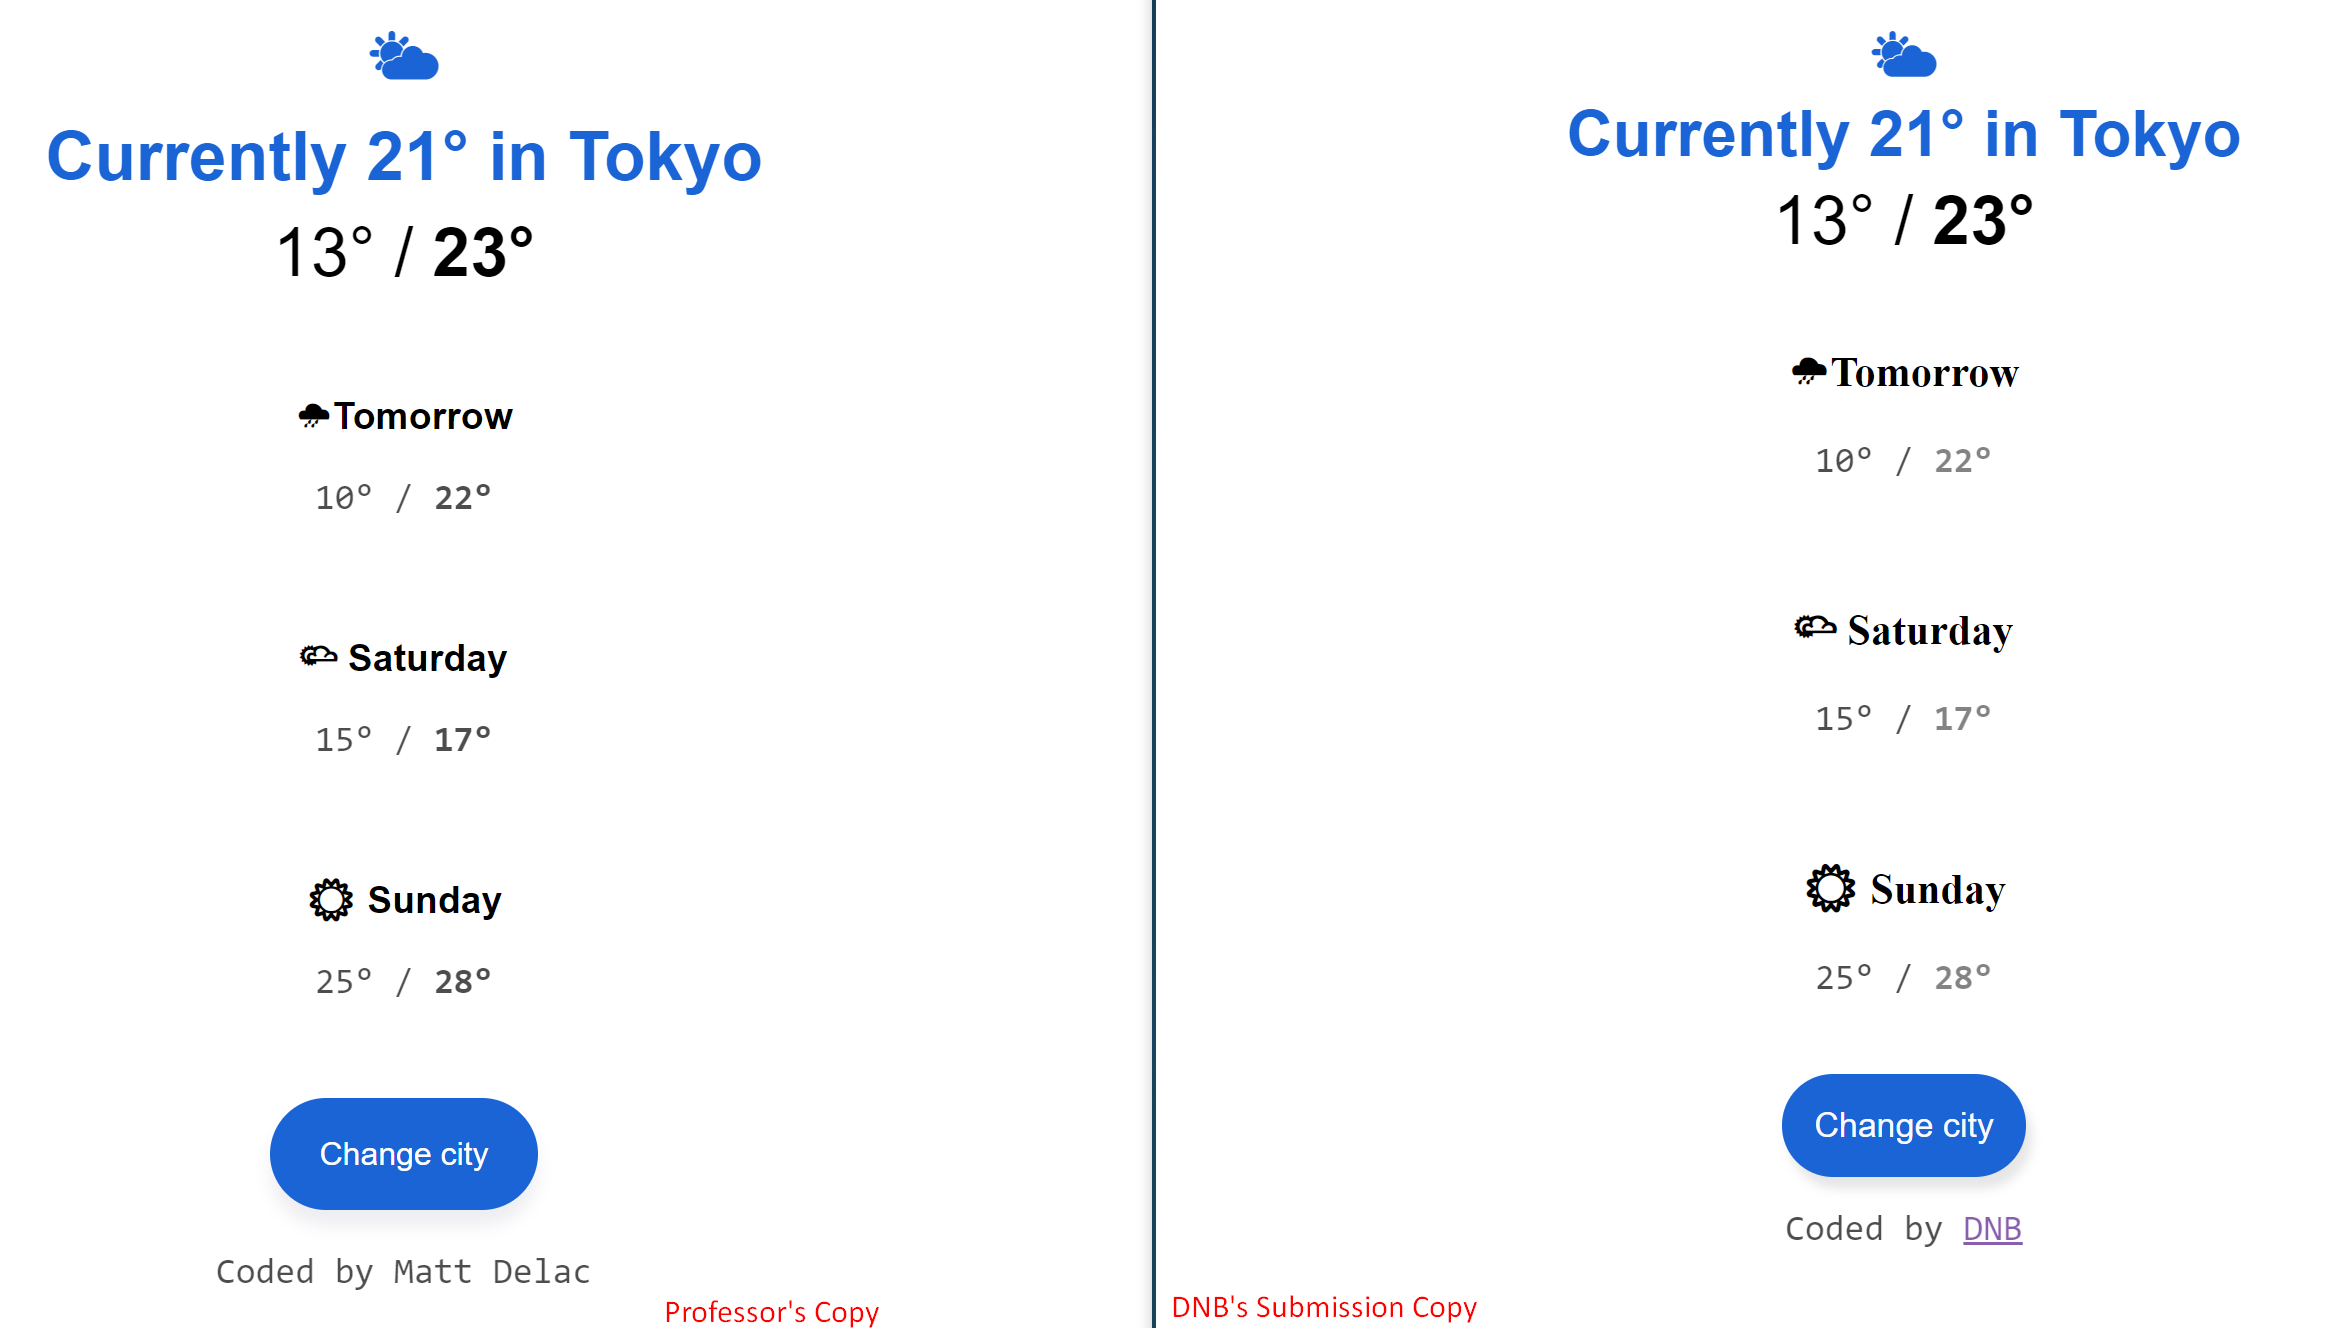 Currently 21° in Tokyo
13° / 23°
Tomorrow
10° / 22°
Saturday
15° / 17°
Sunday
25° / 28°
Change city
Coded by Matt Delac
Professor's Copy
Currently 21° in Tokyo
13° / 23°
Tomorrow
10° / 22°
Saturday
15° / 17°
Sunday
25° / 28°
Change city
Coded by DNB
DNB's Submission Copy